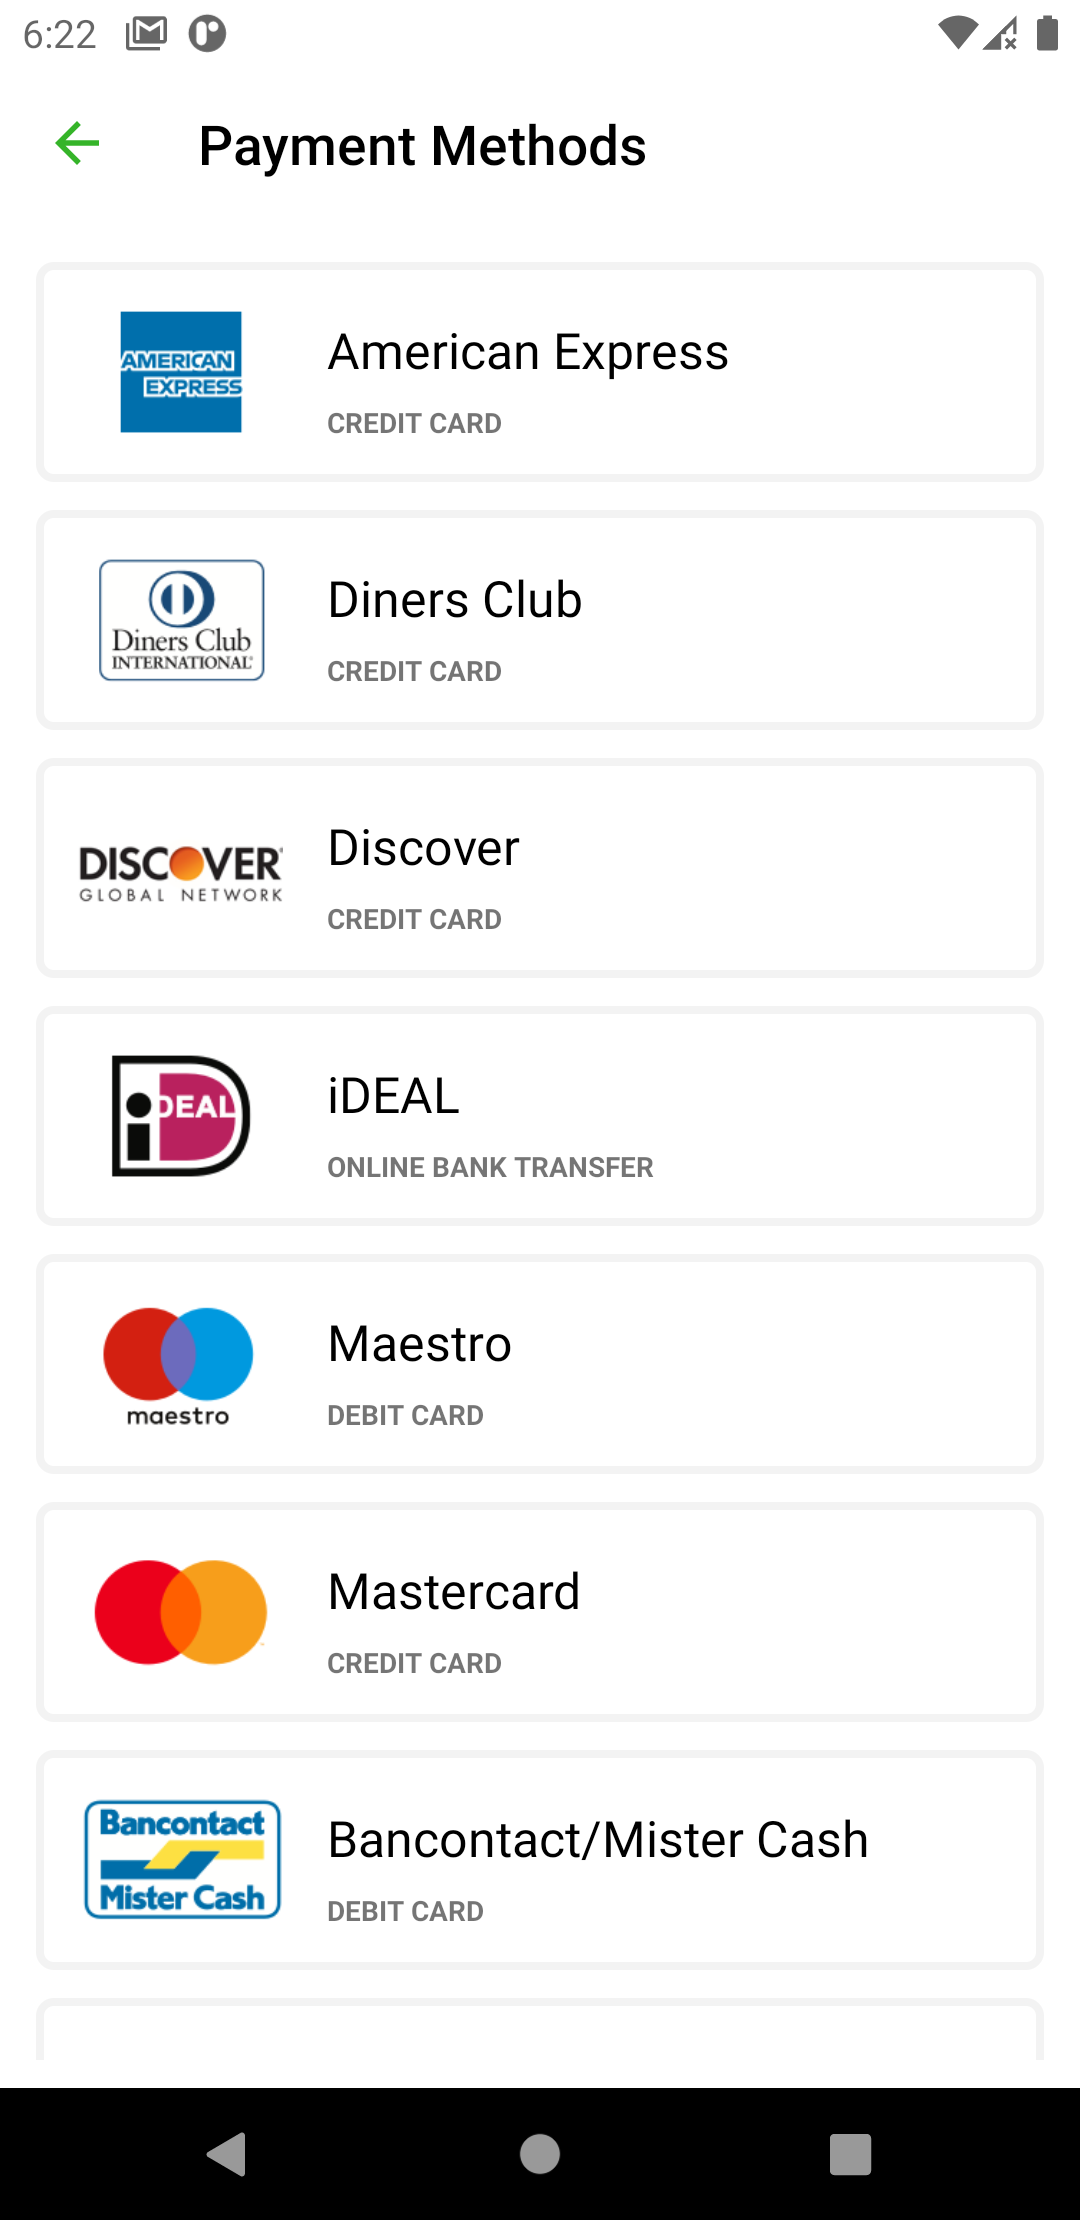 6:22
Payment Methods
AMERICAN
EXPRESS
American Express
CREDIT CARD
Diners Club
INTERNATIONAL
Diners Club
CREDIT CARD
DISCOVER
GLOBAL NETWORK
Discover
CREDIT CARD
iDEAL
iDEAL
ONLINE BANK TRANSFER
maestro
Maestro
DEBIT CARD
Mastercard
CREDIT CARD
Bancontact
Mister Cash
Bancontact/Mister Cash
DEBIT CARD